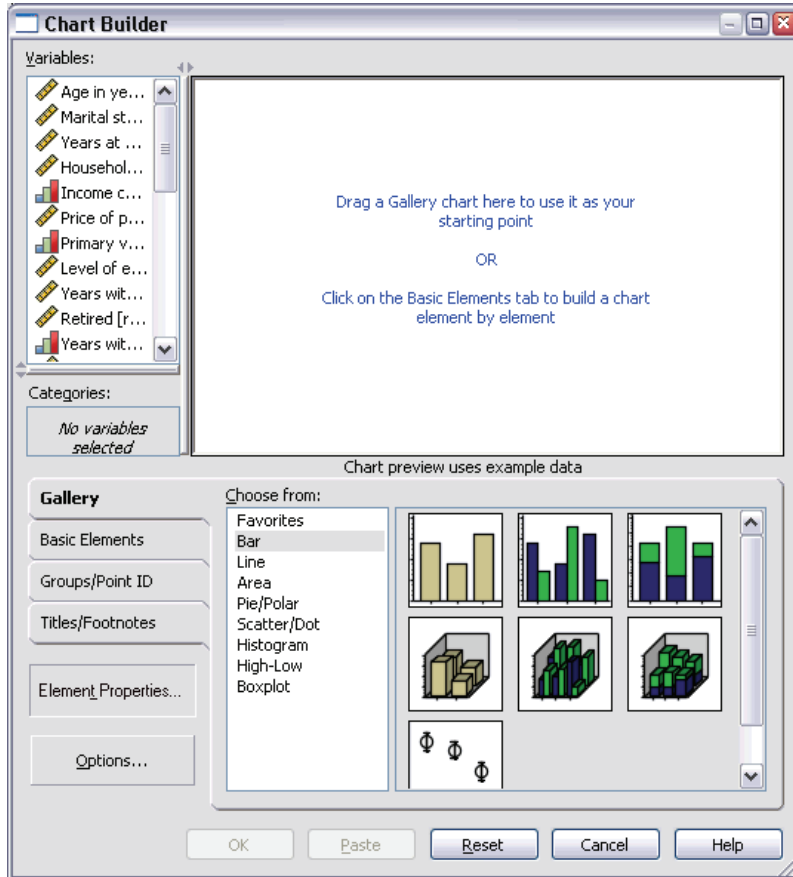 Chart Builder
Variables:
Age in ye...
Marital st...
Years at ...
Househol...
Income c...
Price of p...
Primary v...
Level of e...
Years wit...
Retired [r...
Years wit...
Drag a Gallery chart here to use it as your
starting point
OR
Click on the Basic Elements tab to build a chart
element by element
Categories:
No variables
selected
Chart preview uses example data
Gallery
Basic Elements
Groups/Point ID
Titles/Footnotes
Element Properties...
Options...
Choose from:
Favorites
Bar
Line
Area
Pie/Polar
Scatter/Dot
Histogram
High-Low
Boxplot
OK
Paste
Reset
Cancel
Help